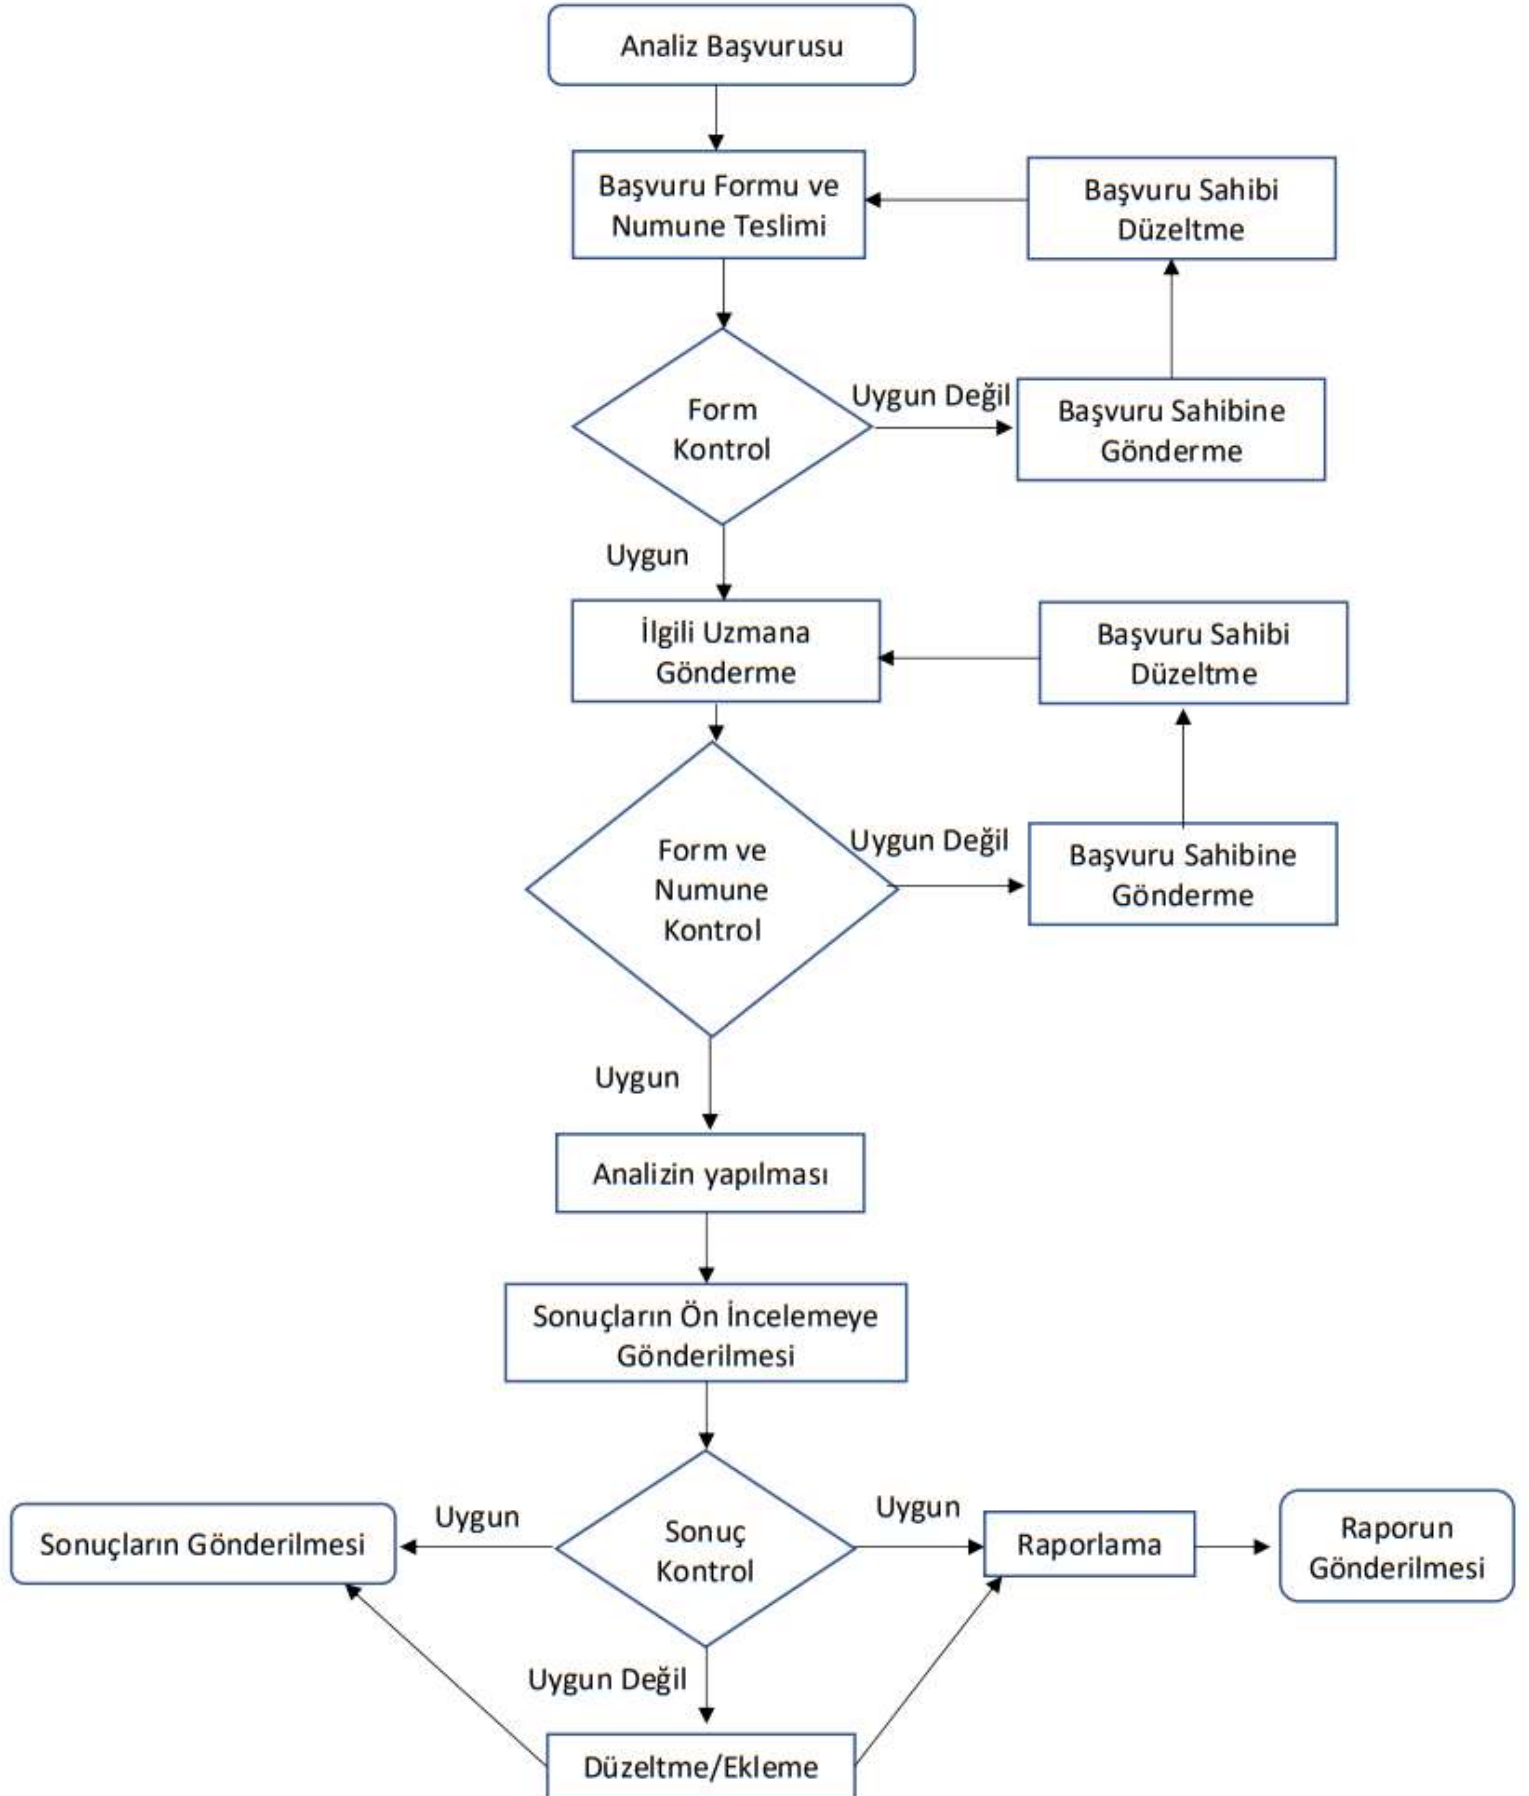 Analiz Başvurusu
Başvuru Formu ve
Numune Teslimi
Başvuru Sahibi
Düzeltme
Form
Kontrol
Uygun Değil
Başvuru Sahibine
Gönderme
Uygun
İlgili Uzmana
Gönderme
Başvuru Sahibi
Düzeltme
Form ve
Numune
Kontrol
Uygun Değil
Başvuru Sahibine
Gönderme
Uygun
Analizin yapılması
Sonuçların Ön İncelemeye
Gönderilmesi
Sonuçların Gönderilmesi
Uygun
Sonuç
Kontrol
Uygun
Raporlama
Raporun
Gönderilmesi
Uygun Değil
Düzeltme/Ekleme